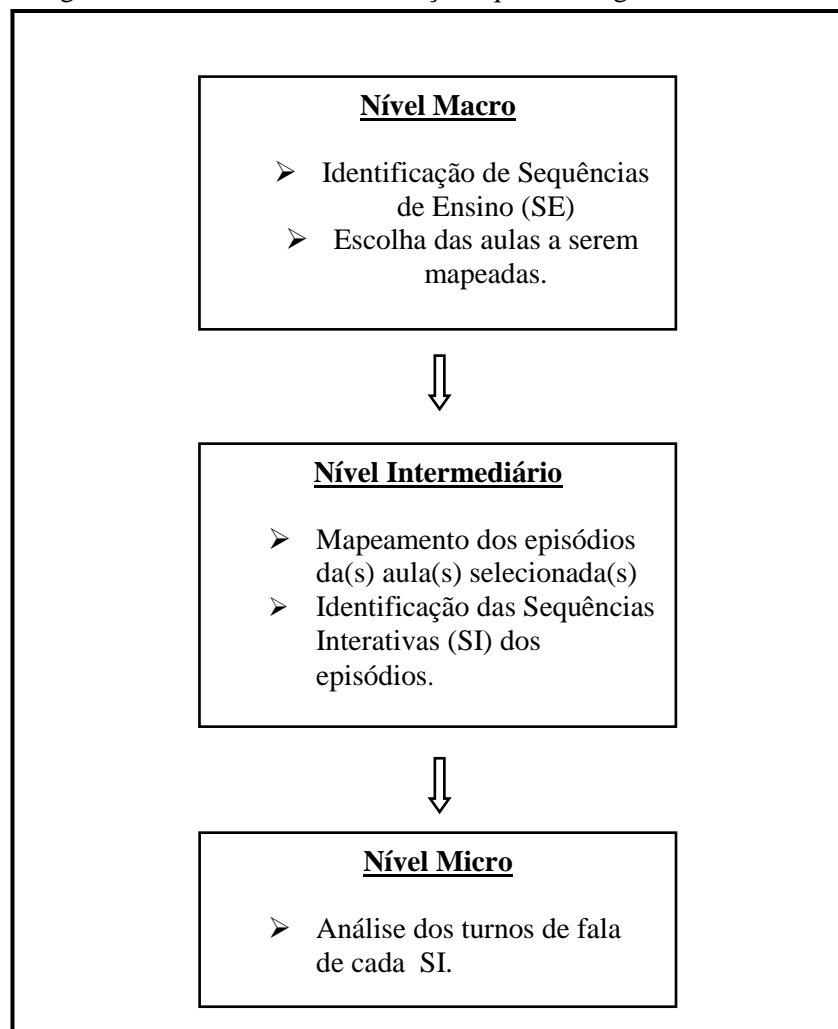 Nível Macro
➢ Identificação de Sequências
de Ensino (SE)
➢ Escolha das aulas a serem
mapeadas.
Nível Intermediário
➢ Mapeamento dos episódios
da(s) aula(s) selecionada(s)
➢ Identificação das Sequências
Interativas (SI) dos
episódios.
Nível Micro
➢ Análise dos turnos de fala
de cada SI.